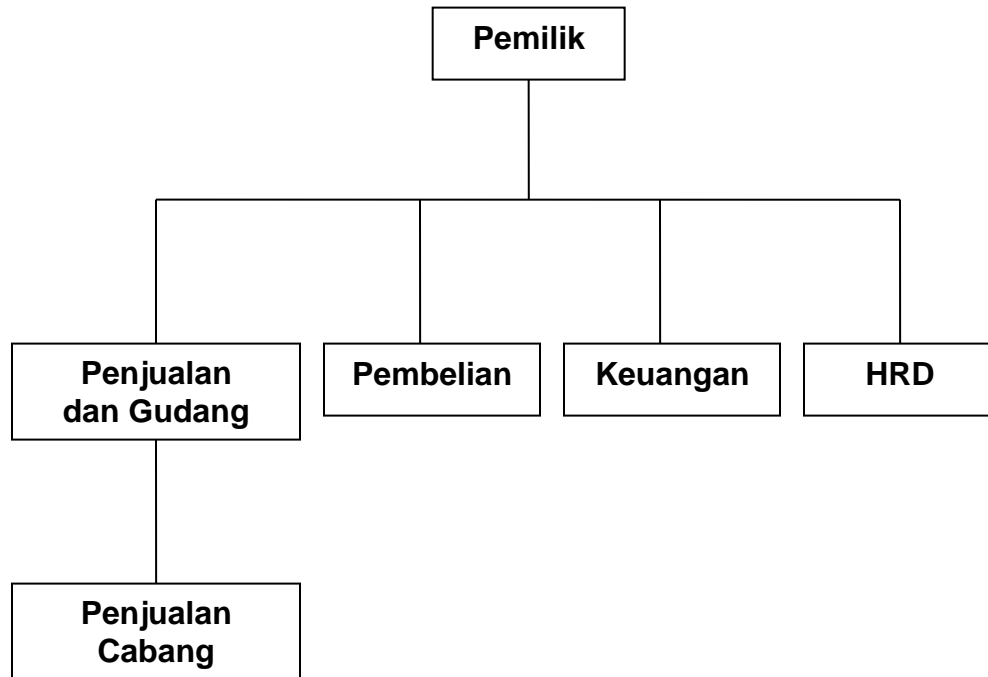 Pemilik
Penjualan
dan Gudang
Pembelian
Keuangan
HRD
Penjualan
Cabang